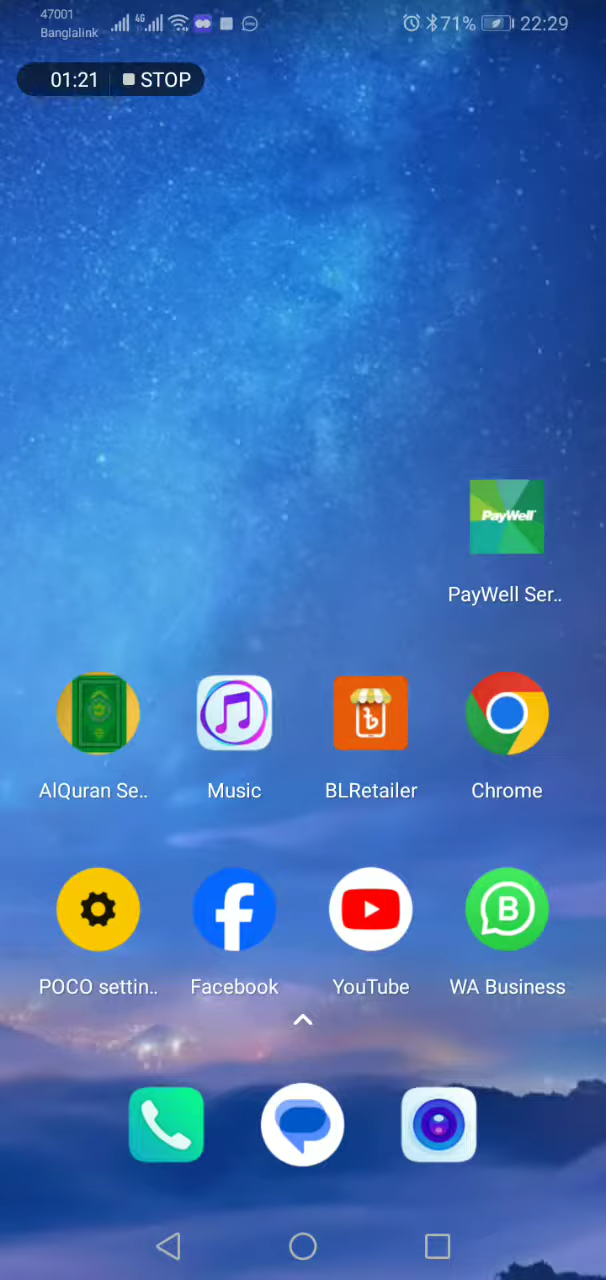 47001
Banglalink
4G
71%
22:29
01:21
STOP
PayWell
PayWell Ser..
AlQuran Se..
Music
BLRetailer
Chrome
POCO settin..
Facebook
YouTube
B
WA Business